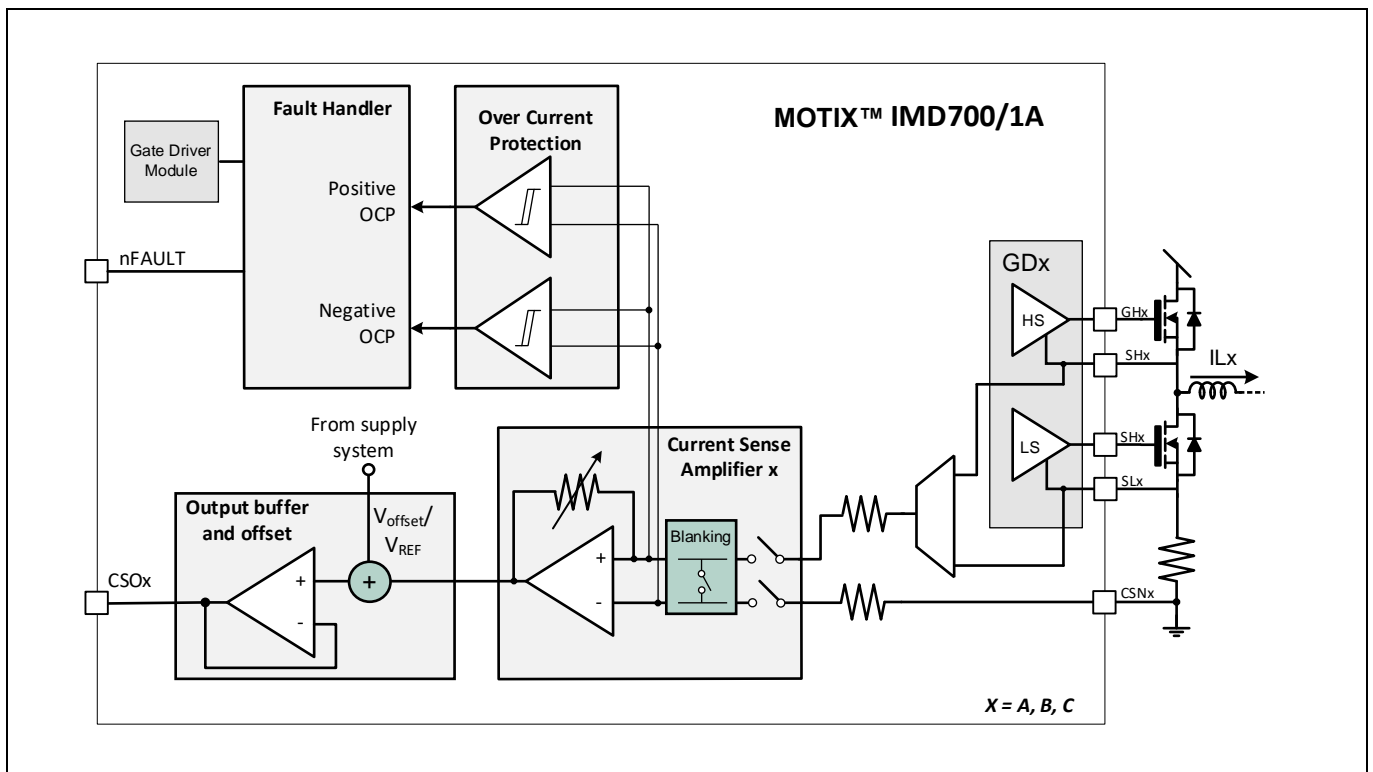 MOTIX™ IMD700/1A
Fault Handler
Gate Driver
Module
Positive
OCP
Negative
OCP
nFAULT
Over Current
Protection
GDx
HS
LS
GHx
SHx
ILx
SHx
SLx
CSNx
From supply
system
Output buffer
and offset
Voffset/
VREF
+
+
-
CSOx
Current Sense
Amplifier x
+
-
Blanking
X = A, B, C